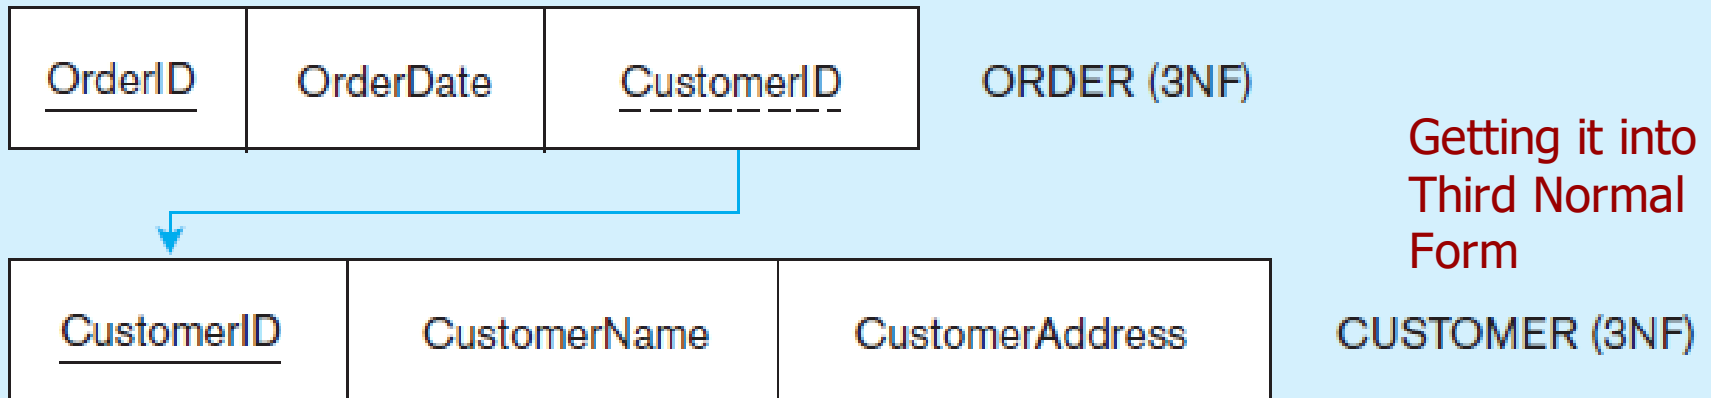 OrderID OrderDate CustomerID ORDER (3NF)
Getting it into
Third Normal
Form
CustomerID CustomerName CustomerAddress CUSTOMER (3NF)